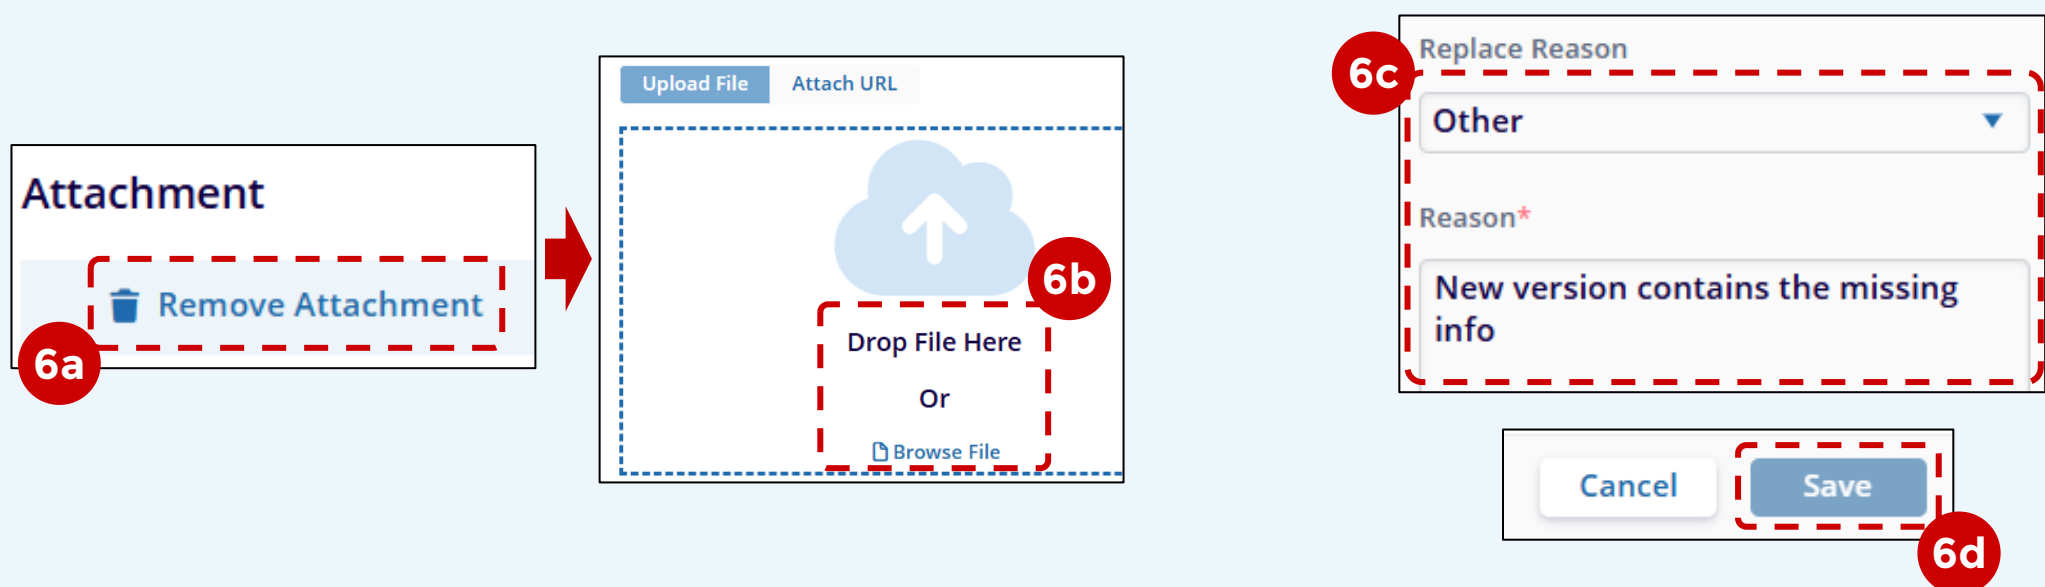 Attachment
Remove Attachment
6a
Upload File
Attach URL
6b
Drop File Here
Or
Browse File
6c
Replace Reason
Other
Reason*
New version contains the missing
info
Cancel
Save
6d